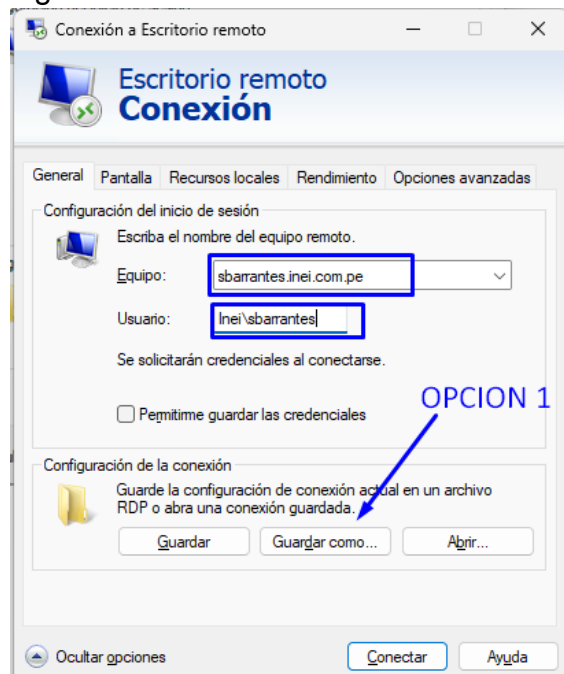 Conexión a Escritorio remoto
Escritorio remoto
Conexión
General Pantalla Recursos locales Rendimiento Opciones avanzadas
Configuración del inicio de sesión
Escriba el nombre del equipo remoto.
Equipo: sbarrantes.inei.com.pe
Usuario: Inei\sbarrantes
Se solicitarán credenciales al conectarse.
OPCION 1
Permitirme guardar las credenciales
Configuración de la conexión
Guarde la configuración de conexión actual en un archivo
RDP o abra una conexión guardada.
Guardar Guardar como... Abrir...
Ocultar opciones Conectar Ayuda